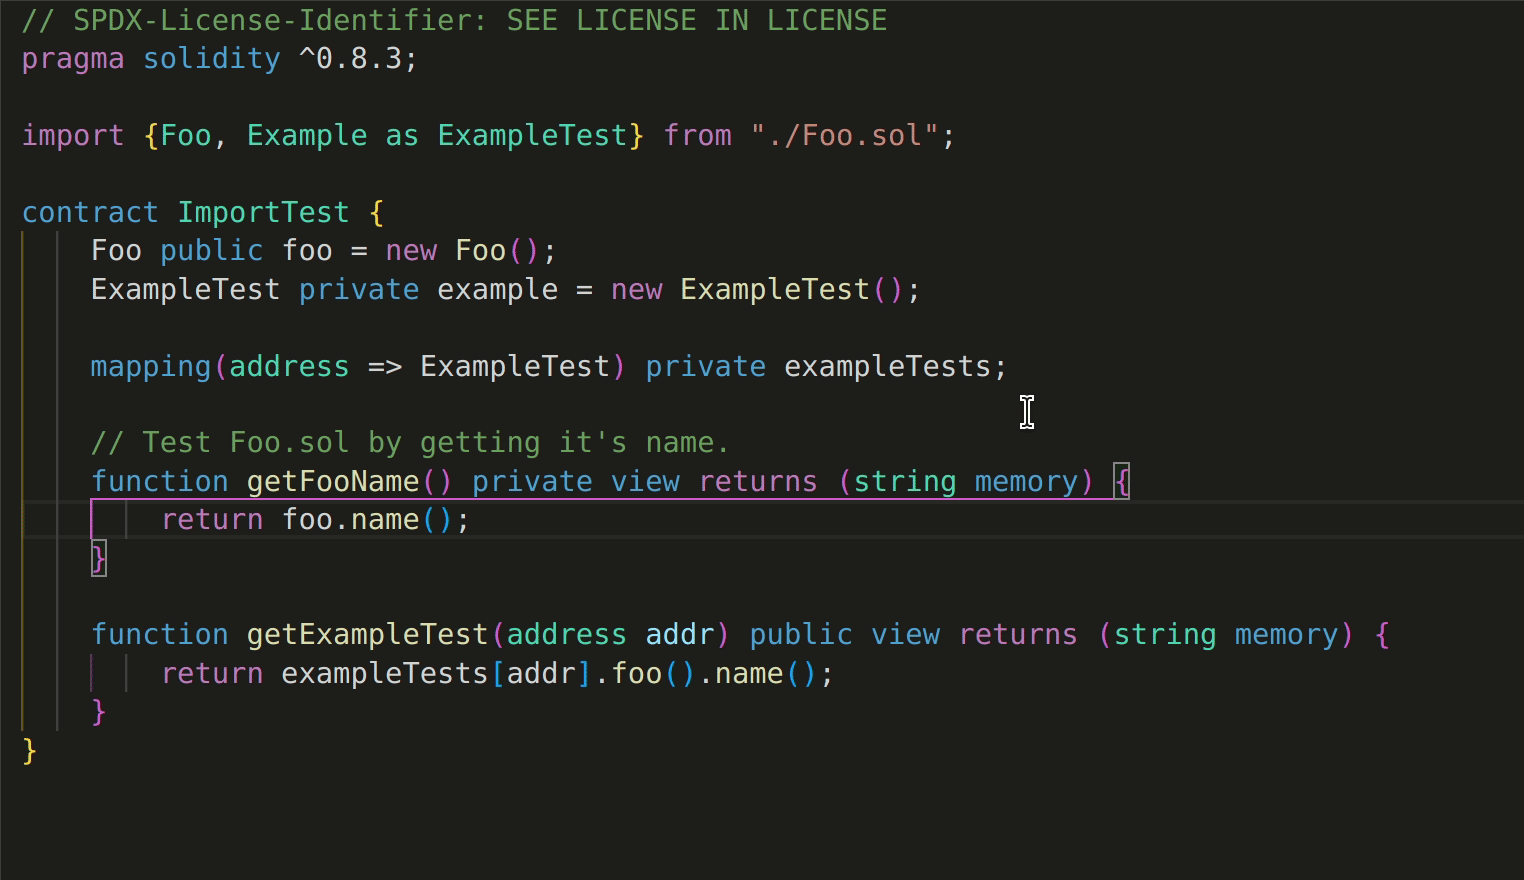 // SPDX-License-Identifier: SEE LICENSE IN LICENSE
pragma solidity ^0.8.3;
import {Foo, Example as ExampleTest} from "./Foo.sol";
contract ImportTest {
Foo public foo = new Foo();
ExampleTest private example = new ExampleTest();
mapping(address => ExampleTest) private exampleTests;
// Test Foo.sol by getting it's name.
function getFooName() private view returns (string memory) {
return foo.name();
}
function getExampleTest(address addr) public view returns (string memory) {
return exampleTests[addr].foo().name();
}
}